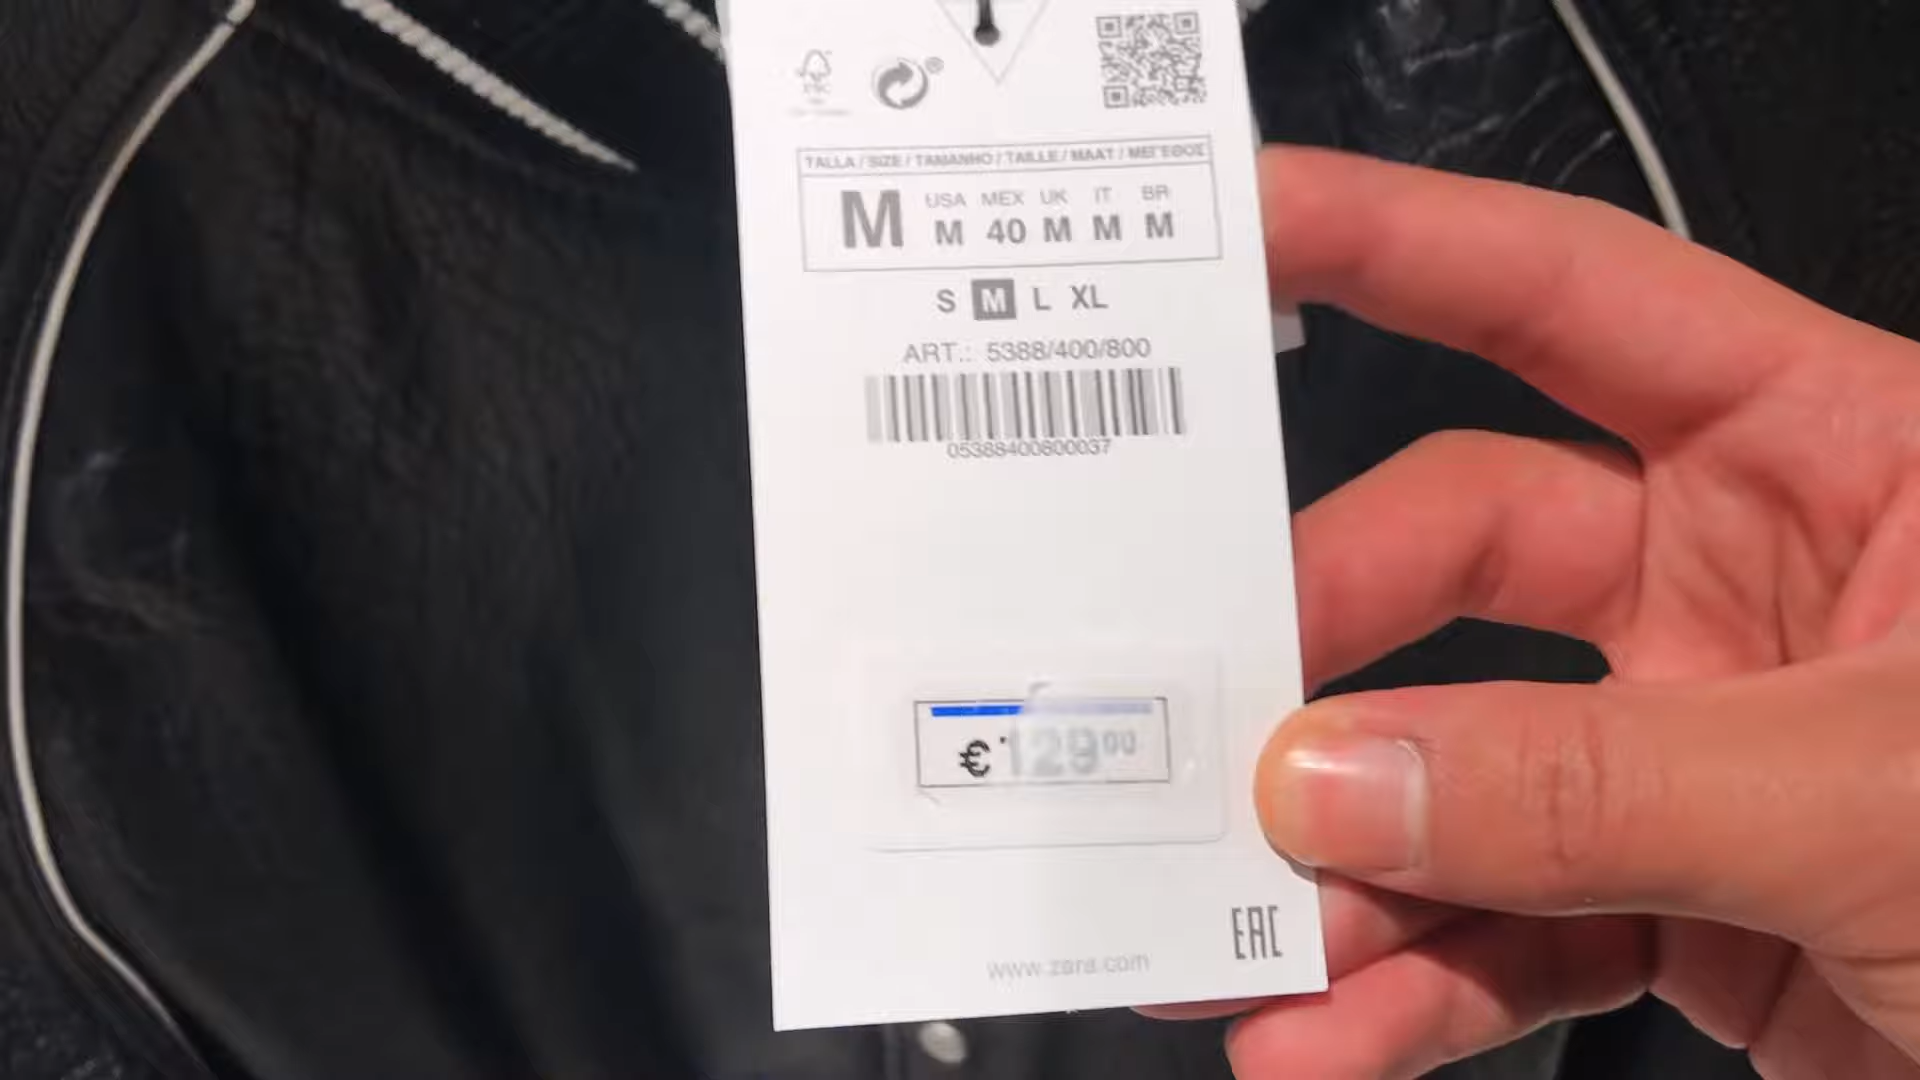 TALLA / SIZE / TAMANHO / TAILLE / MAAT / ΜΕΓΕΘΟΣ
M
USA MEX UK IT BR
M 40 M M M
S M L XL
ART.: 5388/400/800
05388400800037
€ 129 00
www.zara.com
EAC